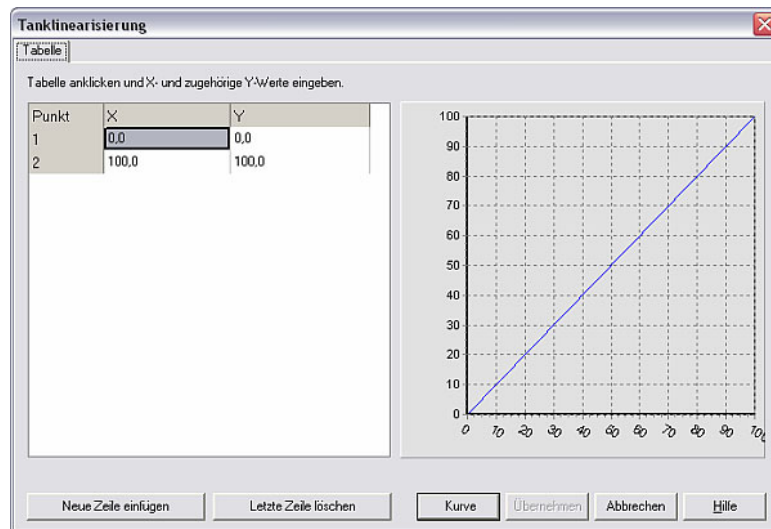 Tanklinearisierung
Tabelle
Tabelle anklicken und X- und zugehörige Y-Werte eingeben.
Punkt X Y
1 0,0 0,0
2 100,0 100,0
100
90
80
70
60
50
40
30
20
10
0
0 10 20 30 40 50 60 70 80 90 100
Neue Zeile einfügen Letzte Zeile löschen Kurve Übernehmen Abbrechen Hilfe